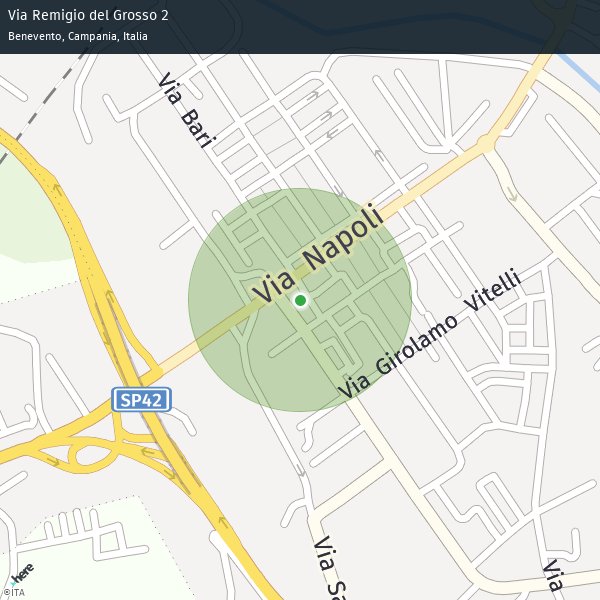 Via Remigio del Grosso 2
Benevento, Campania, Italia
Via Bari
Via Napoli
Via Girolamo Vitelli
SP42
Via Sa
Via
here
©ITA